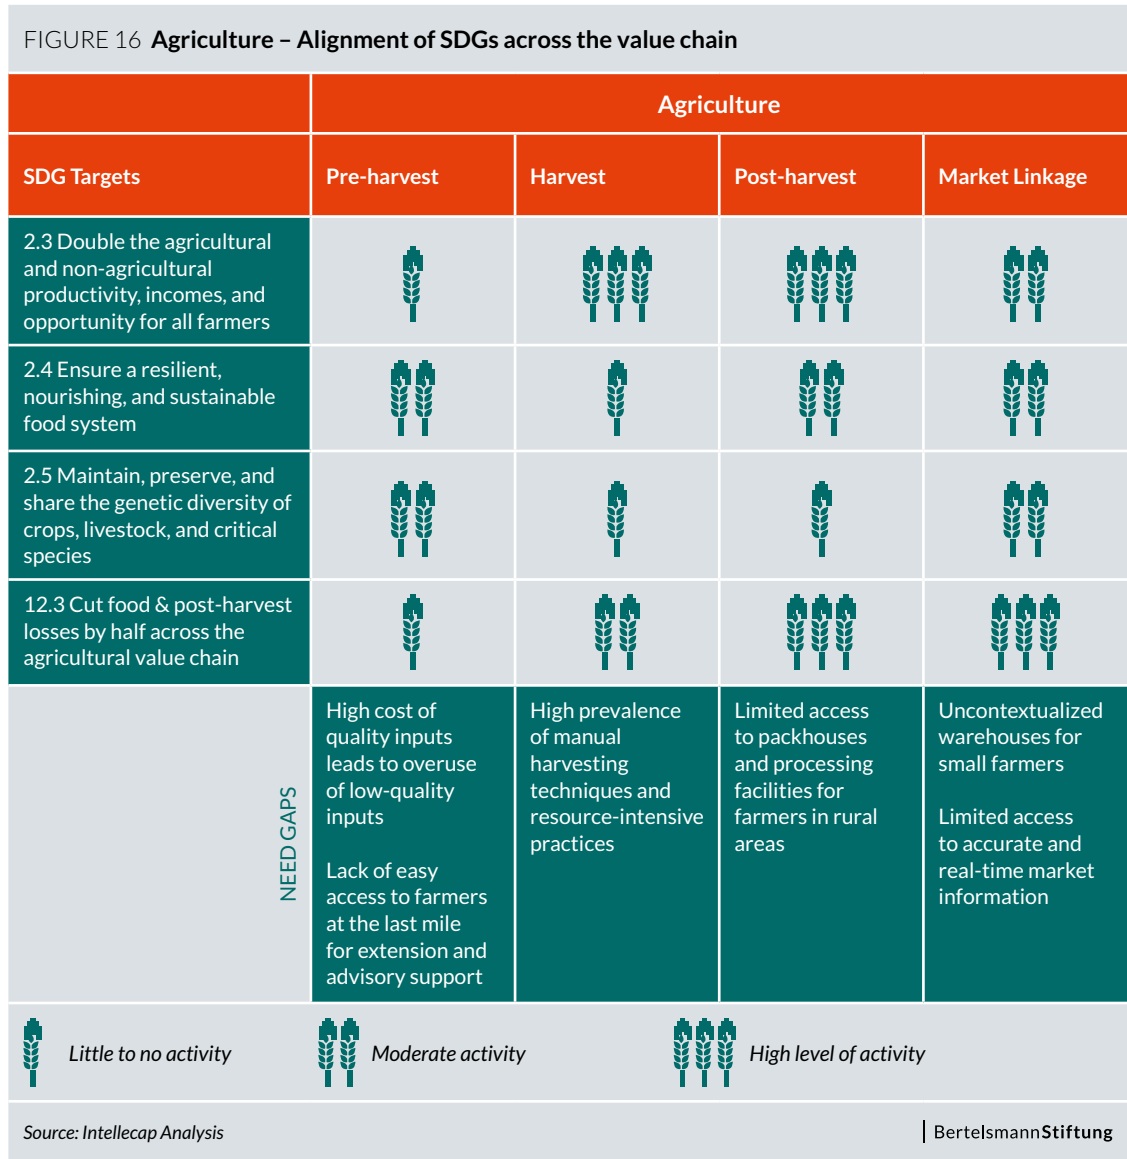 FIGURE 16 Agriculture – Alignment of SDGs across the value chain
Agriculture
SDG Targets
Pre-harvest
Harvest
Post-harvest
Market Linkage
2.3 Double the agricultural
and non-agricultural
productivity, incomes, and
opportunity for all farmers
2.4 Ensure a resilient,
nourishing, and sustainable
food system
2.5 Maintain, preserve, and
share the genetic diversity of
crops, livestock, and critical
species
12.3 Cut food & post-harvest
losses by half across the
agricultural value chain
NEED GAPS
High cost of
quality inputs
leads to overuse
of low-quality
inputs
Lack of easy
access to farmers
at the last mile
for extension and
advisory support
High prevalence
of manual
harvesting
techniques and
resource-intensive
practices
Limited access
to packhouses
and processing
facilities for
farmers in rural
areas
Uncontextualized
warehouses for
small farmers
Limited access
to accurate and
real-time market
information
Little to no activity
Moderate activity
High level of activity
Source: Intellecap Analysis
BertelsmannStiftung